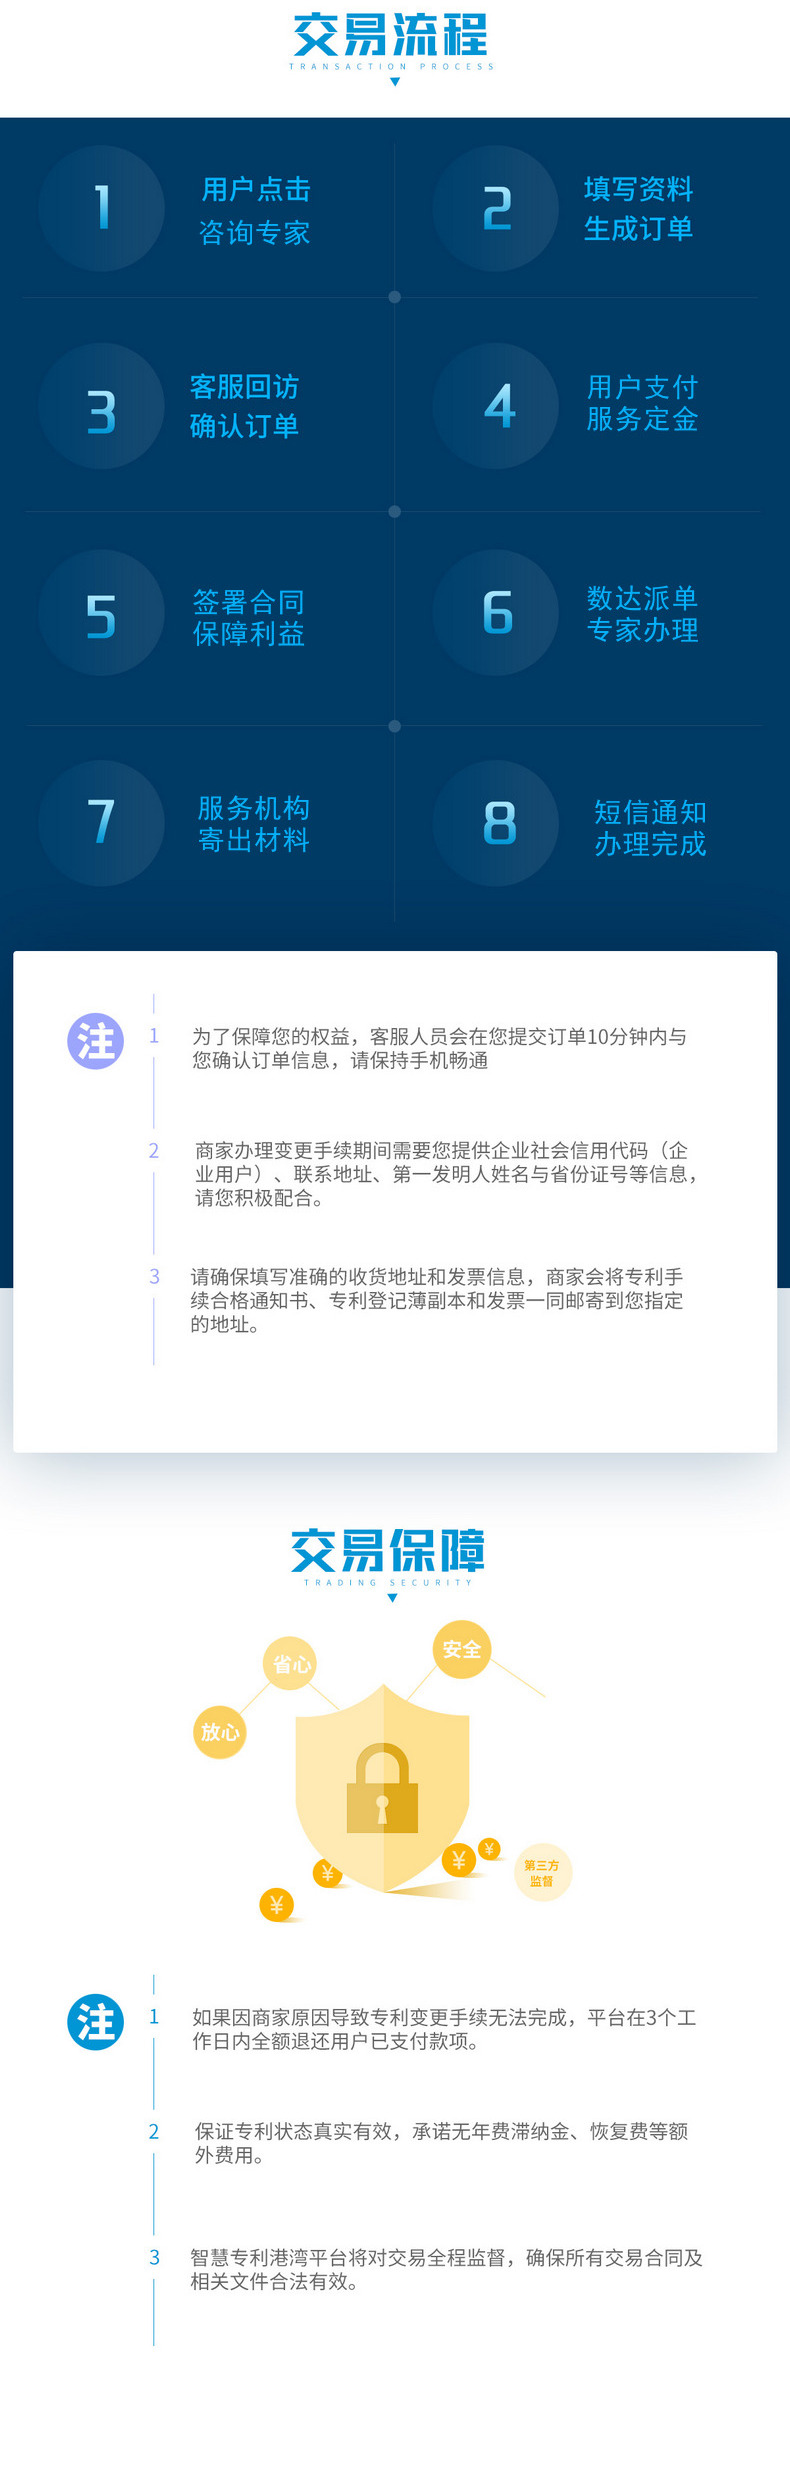 交易流程
TRANSACTION PROCESS
1
用户点击
咨询专家
2
填写资料
生成订单
3
客服回访
确认订单
4
用户支付
服务定金
5
签署合同
保障利益
6
数达派单
专家办理
7
服务机构
寄出材料
8
短信通知
办理完成
注
1
为了保障您的权益，客服人员会在您提交订单10分钟内与
您确认订单信息，请保持手机畅通
2
商家办理变更手续期间需要您提供企业社会信用代码（企
业用户）、联系地址、第一发明人姓名与省份证号等信息，
请您积极配合。
3
请确保填写准确的收货地址和发票信息，商家会将专利手
续合格通知书、专利登记薄副本和发票一同邮寄到您指定
的地址。
交易保障
TRADING SECURITY
省心
安全
放心
¥
¥
¥
¥
第三方
监督
注
1
如果因商家原因导致专利变更手续无法完成，平台在3个工
作日内全额退还用户已支付款项。
2
保证专利状态真实有效，承诺无年费滞纳金、恢复费等额
外费用。
3
智慧专利港湾平台将对交易全程监督，确保所有交易合同及
相关文件合法有效。